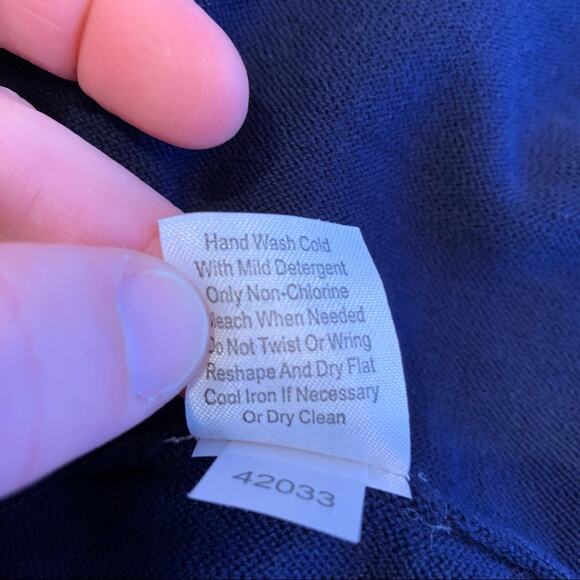 Hand Wash Cold
With Mild Detergent
Only Non-Chlorine
Bleach When Needed
Do Not Twist Or Wring
Reshape And Dry Flat
Cool Iron If Necessary
Or Dry Clean
42033